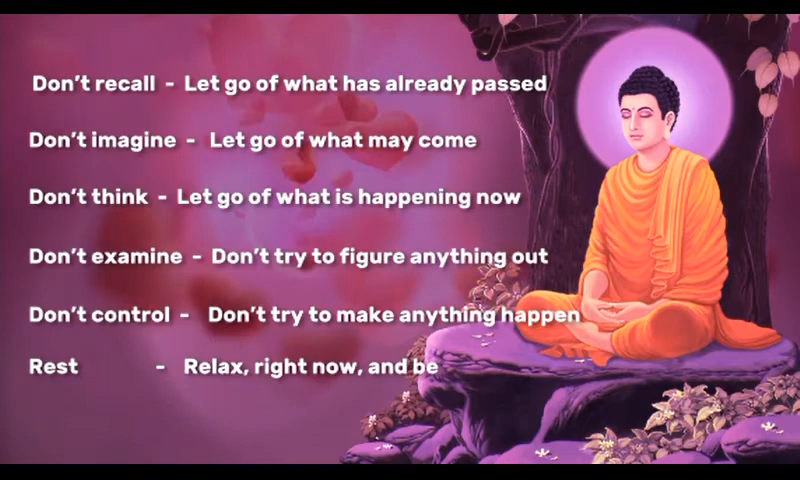 Don't recall - Let go of what has already passed
Don't imagine - Let go of what may come
Don't think - Let go of what is happening now
Don't examine - Don't try to figure anything out
Don't control - Don't try to make anything happen
Rest - Relax, right now, and be